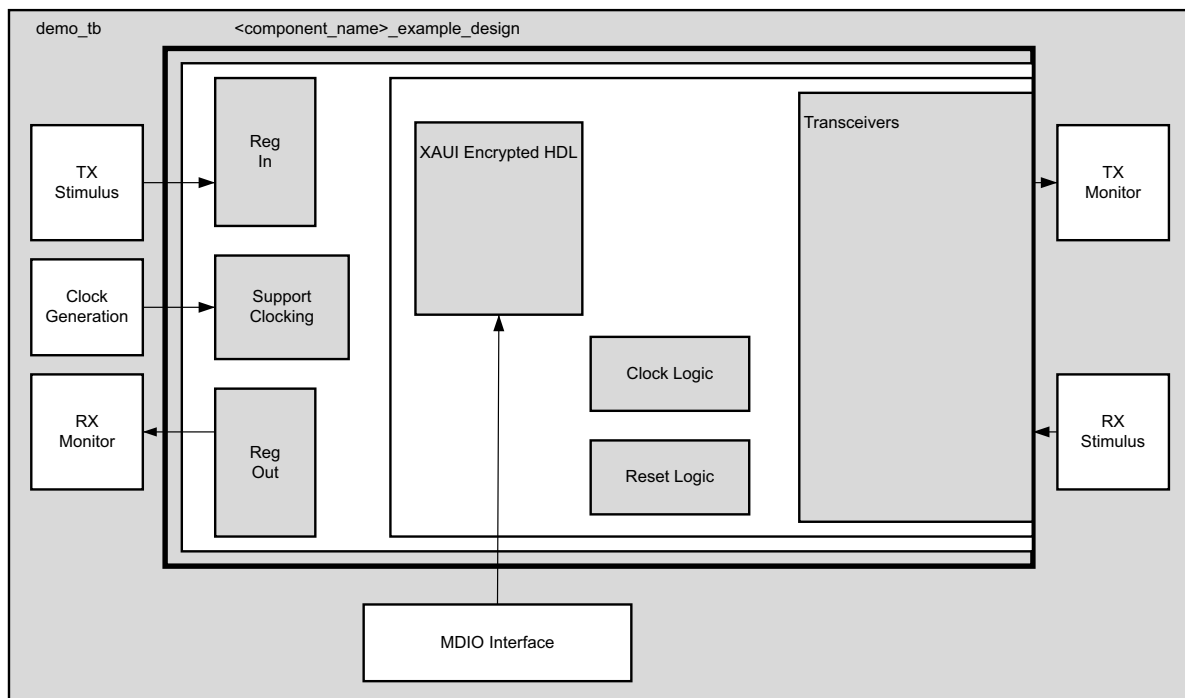 demo_tb
<component_name>_example_design
Reg
In
XAUI Encrypted HDL
Transceivers
TX
Stimulus
TX
Monitor
Clock
Generation
Support
Clocking
Clock Logic
RX
Monitor
Reg
Out
Reset Logic
RX
Stimulus
MDIO Interface